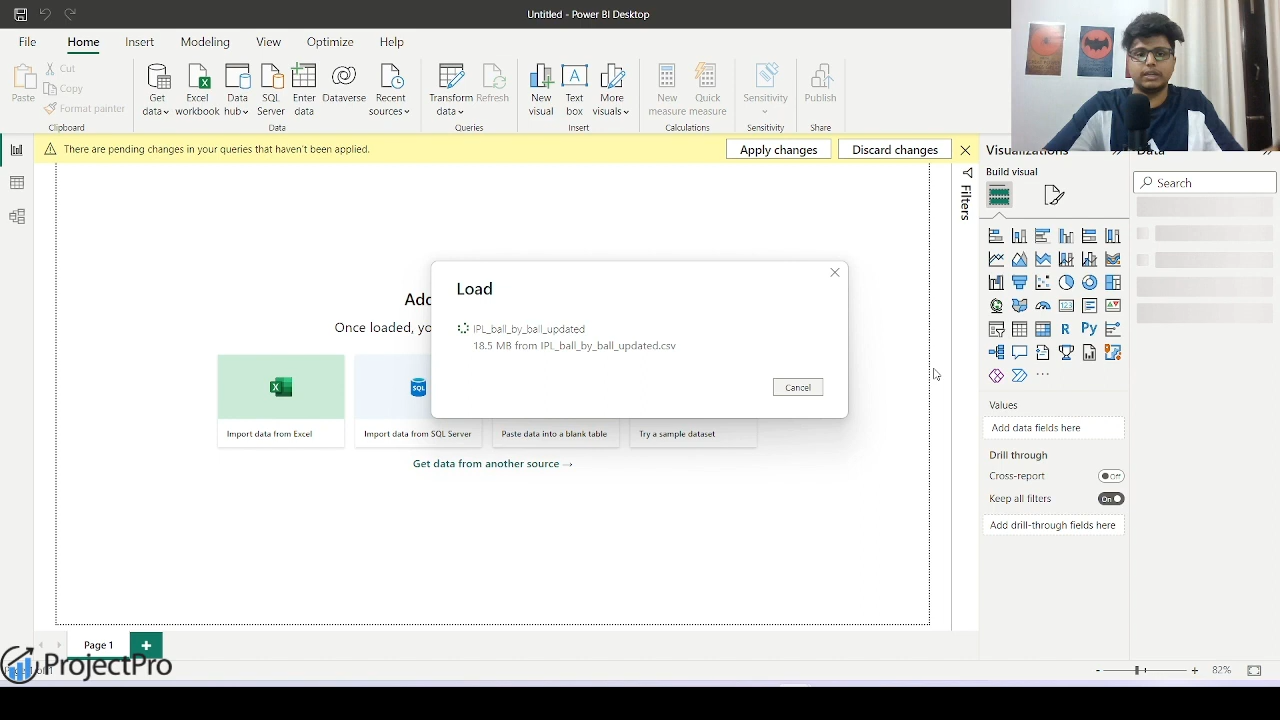 Untitled - Power BI Desktop
File Home Insert Modeling View Optimize Help
Paste
Cut
Copy
Format painter
Clipboard
Get data
Excel workbook
Data hub
SQL Server
Enter data
Dataverse
Recent sources
Data
Transform data
Refresh
Queries
New visual
Text box
More visuals
Insert
New measure
Quick measure
Calculations
Sensitivity
Sensitivity
Publish
Share
There are pending changes in your queries that haven't been applied.
Apply changes
Discard changes
Visualizations
Data
Build visual
Search
Filters
Load
IPL_ball_by_ball_updated
18.5 MB from IPL_ball_by_ball_updated.csv
Cancel
Once loaded, yo
SQL
Import data from Excel
Import data from SQL Server
Paste data into a blank table
Try a sample dataset
Get data from another source →
R Py
123
Values
Add data fields here
Drill through
Cross-report
Off
Keep all filters
On
Add drill-through fields here
Page 1
ProjectPro
- + 82%